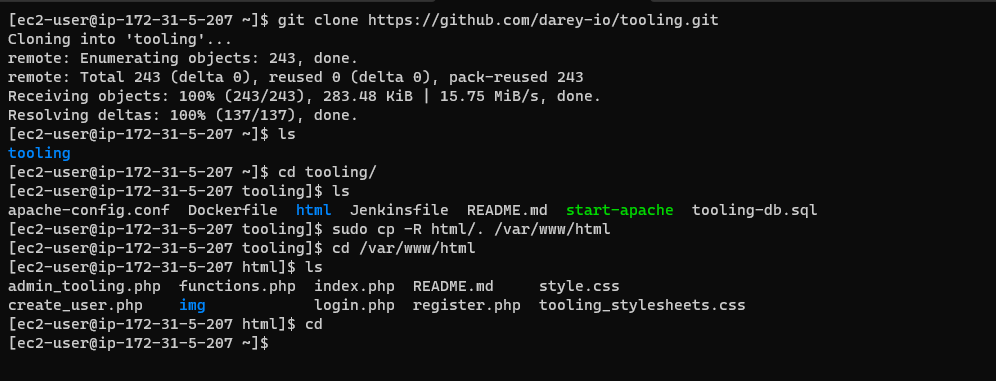 [ec2-user@ip-172-31-5-207 ~]$ git clone https://github.com/darey-io/tooling.git
Cloning into 'tooling'...
remote: Enumerating objects: 243, done.
remote: Total 243 (delta 0), reused 0 (delta 0), pack-reused 243
Receiving objects: 100% (243/243), 283.48 KiB | 15.75 MiB/s, done.
Resolving deltas: 100% (137/137), done.
[ec2-user@ip-172-31-5-207 ~]$ ls
tooling
[ec2-user@ip-172-31-5-207 ~]$ cd tooling/
[ec2-user@ip-172-31-5-207 tooling]$ ls
apache-config.conf  Dockerfile  html  Jenkinsfile  README.md  start-apache  tooling-db.sql
[ec2-user@ip-172-31-5-207 tooling]$ sudo cp -R html/. /var/www/html
[ec2-user@ip-172-31-5-207 tooling]$ cd /var/www/html
[ec2-user@ip-172-31-5-207 html]$ ls
admin_tooling.php  functions.php  index.php  README.md     style.css
create_user.php    img            login.php  register.php  tooling_stylesheets.css
[ec2-user@ip-172-31-5-207 html]$ cd
[ec2-user@ip-172-31-5-207 ~]$